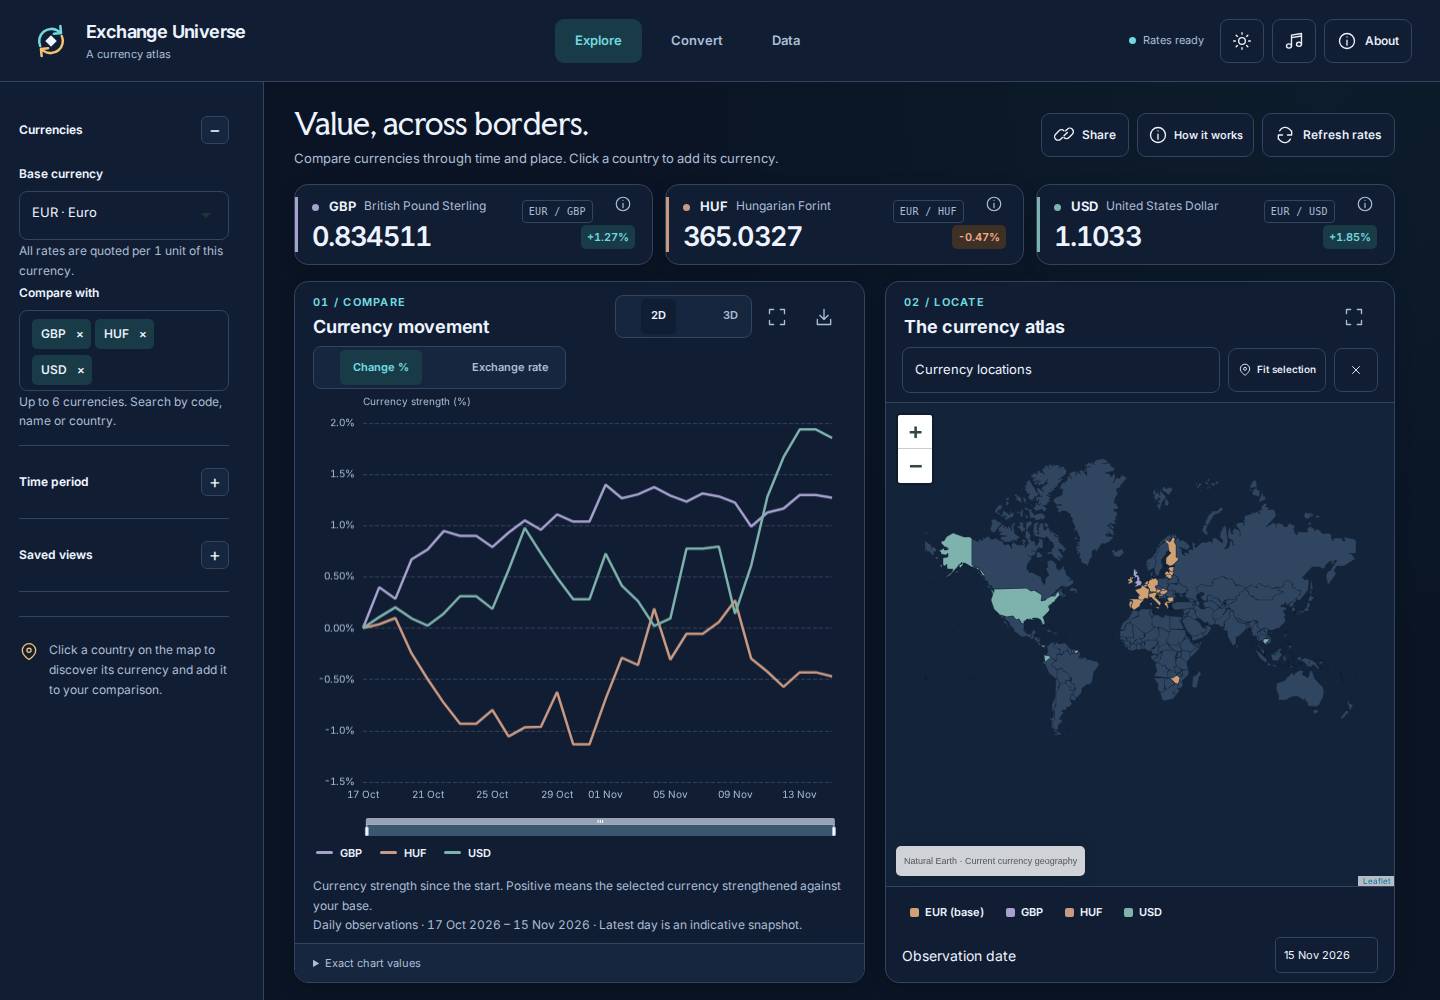 Exchange Universe
A currency atlas
Explore
Convert
Data
Rates ready
About
Currencies
−
Base currency
EUR · Euro
All rates are quoted per 1 unit of this
currency.
Compare with
GBP ×
HUF ×
USD ×
Up to 6 currencies. Search by code,
name or country.
Time period
+
Saved views
+
Click a country on the map to
discover its currency and add it
to your comparison.
Value, across borders.
Compare currencies through time and place. Click a country to add its currency.
Share
How it works
Refresh rates
GBP British Pound Sterling
EUR / GBP
0.834511
+1.27%
HUF Hungarian Forint
EUR / HUF
365.0327
-0.47%
USD United States Dollar
EUR / USD
1.1033
+1.85%
01 / COMPARE
Currency movement
2D
3D
Change %
Exchange rate
Currency strength (%)
2.0%
1.5%
1.0%
0.50%
0.00%
-0.50%
-1.0%
-1.5%
17 Oct
21 Oct
25 Oct
29 Oct
01 Nov
05 Nov
09 Nov
13 Nov
GBP
HUF
USD
Currency strength since the start. Positive means the selected currency strengthened against
your base.
Daily observations · 17 Oct 2026 – 15 Nov 2026 · Latest day is an indicative snapshot.
Exact chart values
02 / LOCATE
The currency atlas
Currency locations
Fit selection
×
+
−
Natural Earth · Current currency geography
Leaflet
EUR (base)
GBP
HUF
USD
Observation date
15 Nov 2026